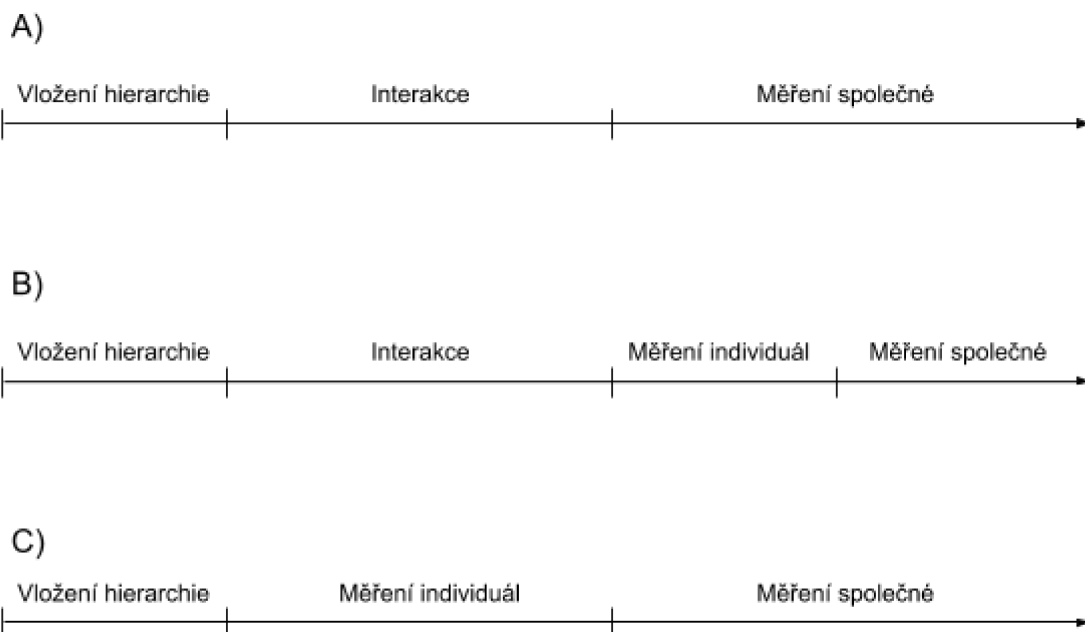 A)
Vložení hierarchie Interakce Měření společné
B)
Vložení hierarchie Interakce Měření individuál Měření společné
C)
Vložení hierarchie Měření individuál Měření společné